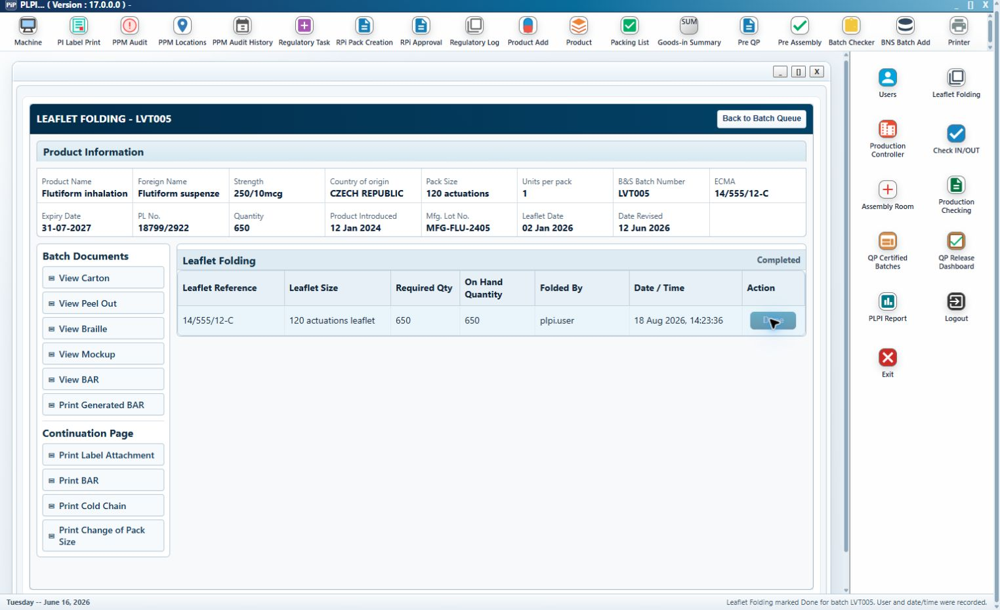 PiP PLPI... ( Version : 17.0.0.0 ) -
_ [] X
Machine
PI Label Print
PPM Audit
PPM Locations
PPM Audit History
Regulatory Task
RPi Pack Creation
RPi Approval
Regulatory Log
Product Add
Product
Packing List
SUM
Goods-in Summary
Pre QP
Pre Assembly
Batch Checker
BNS Batch Add
Printer
_ [] X
LEAFLET FOLDING - LVT005
Back to Batch Queue
Product Information
Product Name
Flutiform inhalation
Foreign Name
Flutiform suspenze
Strength
250/10mcg
Country of origin
CZECH REPUBLIC
Pack Size
120 actuations
Units per pack
1
B&S Batch Number
LVT005
ECMA
14/555/12-C
Expiry Date
31-07-2027
PL No.
18799/2922
Quantity
650
Product Introduced
12 Jan 2024
Mfg. Lot No.
MFG-FLU-2405
Leaflet Date
02 Jan 2026
Date Revised
12 Jun 2026
Batch Documents
View Carton
View Peel Out
View Braille
View Mockup
View BAR
Print Generated BAR
Continuation Page
Print Label Attachment
Print BAR
Print Cold Chain
Print Change of Pack
Size
Leaflet Folding
Completed
Leaflet Reference
Leaflet Size
Required Qty
On Hand
Quantity
Folded By
Date / Time
Action
14/555/12-C
120 actuations leaflet
650
650
plpi.user
18 Aug 2026, 14:23:36
Users
Leaflet Folding
Production
Controller
Check IN/OUT
Assembly Room
Production
Checking
QP Certified
Batches
QP Release
Dashboard
PLPI Report
Logout
Exit
Tuesday -- June 16, 2026
Leaflet Folding marked Done for batch LVT005. User and date/time were recorded.